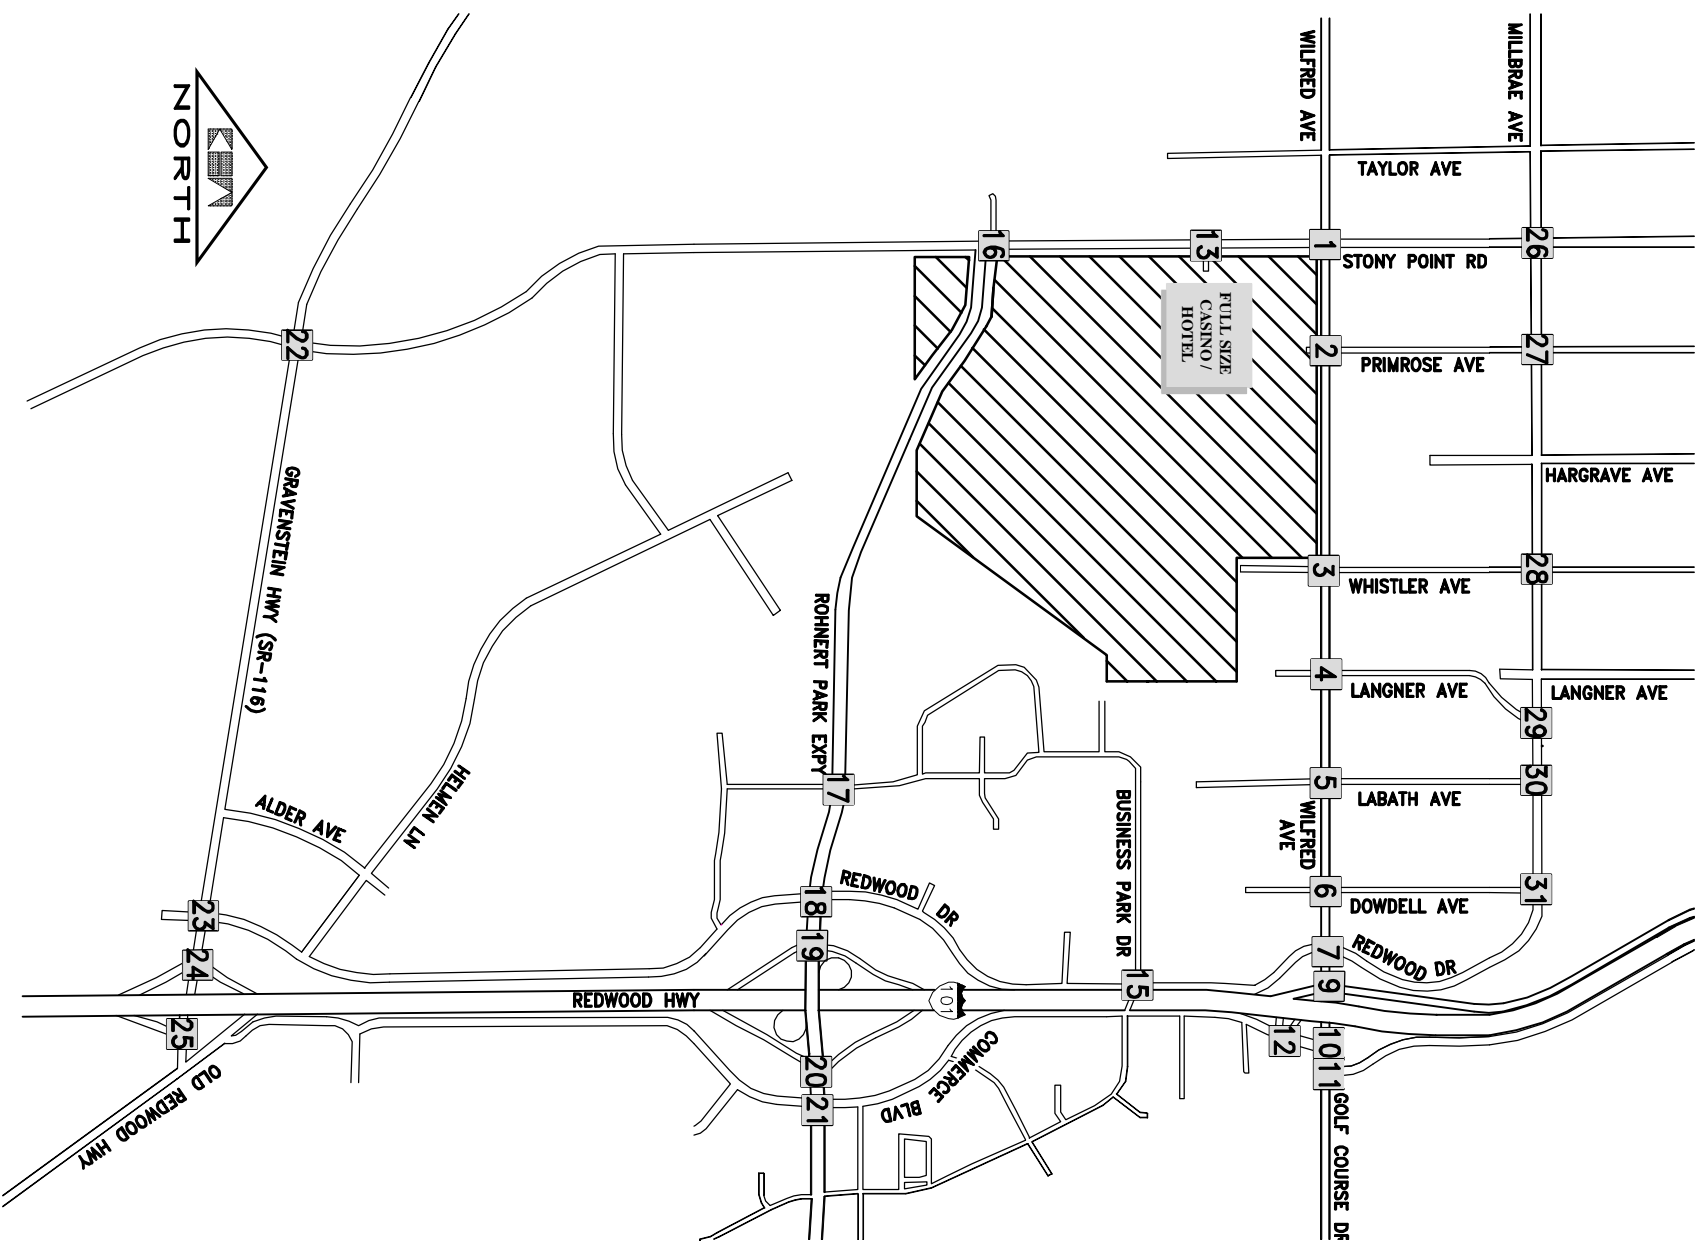 WILFRED AVE
MILLBRAE AVE
NORTH
TAYLOR AVE
16
13
1
STONY POINT RD
26
FULL SIZE
CASINO /
HOTEL
22
2
PRIMROSE AVE
27
GRAVENSTEIN HWY (SR-116)
HARGRAVE AVE
3
WHISTLER AVE
28
ROHNERT PARK EXPY
4
LANGNER AVE
LANGNER AVE
29
HELMEN LN
17
BUSINESS PARK DR
5
LABATH AVE
30
WILFRED
AVE
ALDER AVE
REDWOOD DR
6
DOWDELL AVE
31
23
18
19
24
7
REDWOOD DR
9
15
REDWOOD HWY
101
25
12
10
11
20
21
COMMERCE BLVD
OLD REDWOOD HWY
GOLF COURSE DR